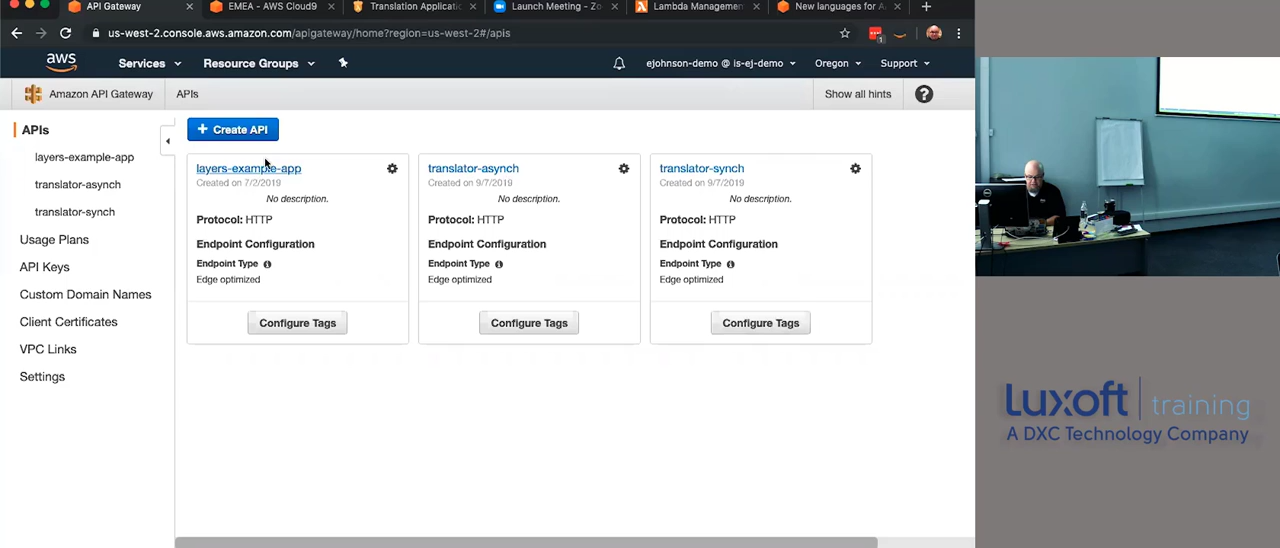 API Gateway
EMEA - AWS Cloud9
Translation Applicatio
Launch Meeting - Zo
Lambda Management
New languages for A
us-west-2.console.aws.amazon.com/apigateway/home?region=us-west-2#/apis
1
aws
Services
Resource Groups
ejohnson-demo @ is-ej-demo
Oregon
Support
Amazon API Gateway
APIs
Show all hints
APIs
layers-example-app
translator-asynch
translator-synch
Usage Plans
API Keys
Custom Domain Names
Client Certificates
VPC Links
Settings
+ Create API
layers-example-app
Created on 7/2/2019
No description.
Protocol: HTTP
Endpoint Configuration
Endpoint Type
Edge optimized
Configure Tags
translator-asynch
Created on 9/7/2019
No description.
Protocol: HTTP
Endpoint Configuration
Endpoint Type
Edge optimized
Configure Tags
translator-synch
Created on 9/7/2019
No description.
Protocol: HTTP
Endpoint Configuration
Endpoint Type
Edge optimized
Configure Tags
luxoft training
A DXC Technology Company